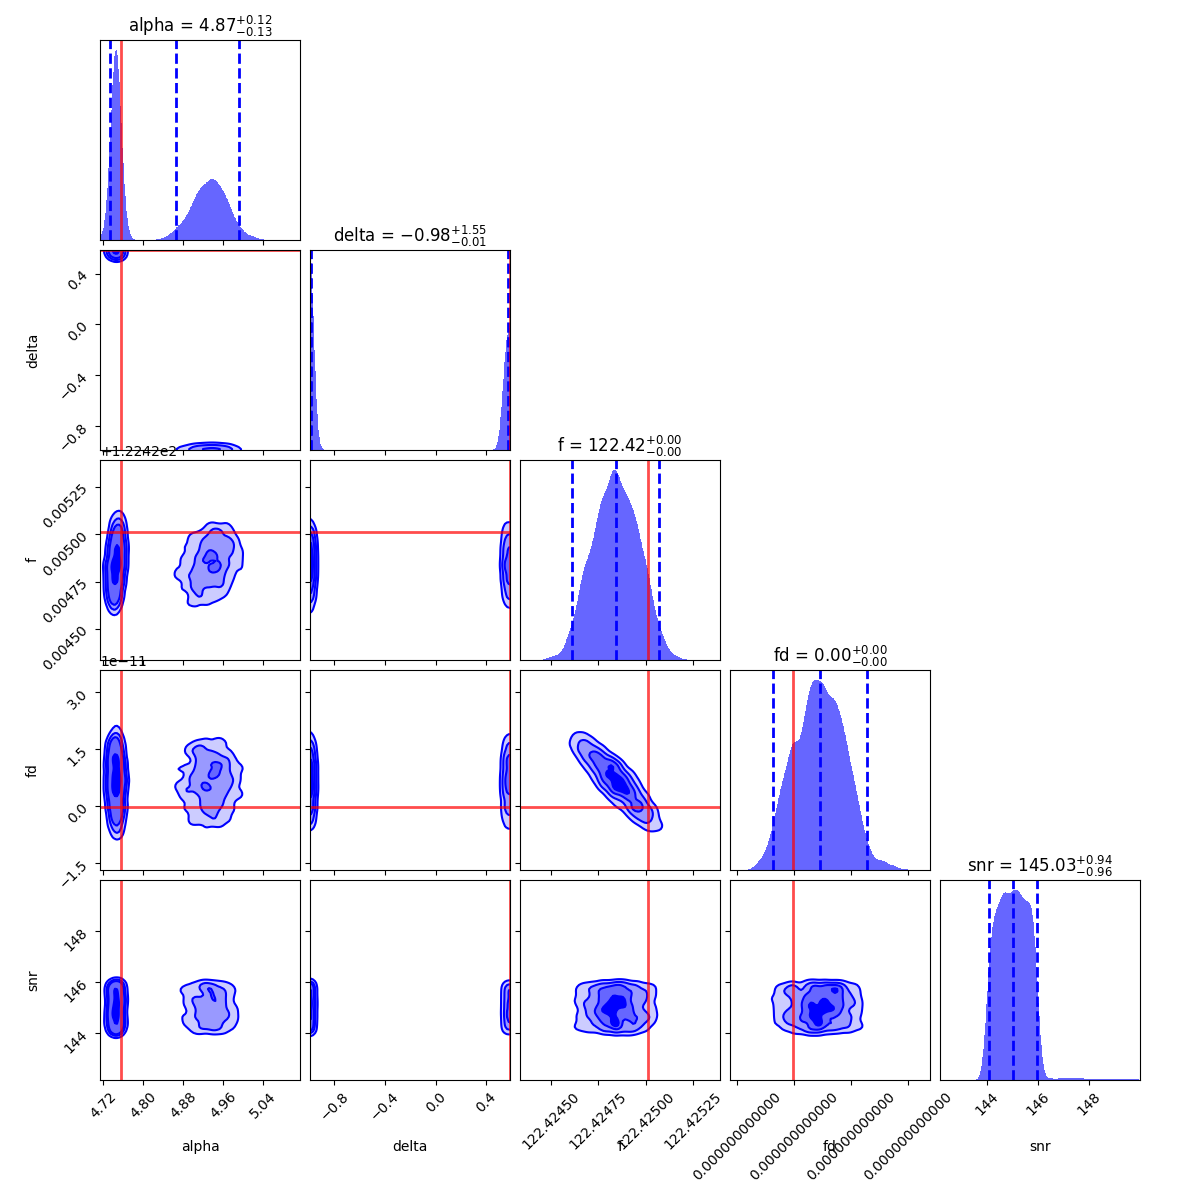 alpha = 4.87+0.12−0.13
delta = −0.98+1.55−0.01
0.4
0.0
−0.4
−0.8
delta
f = 122.42+0.00−0.00
+1.2242e2
0.00525
0.00500
0.00475
0.00450
f
fd = 0.00+0.00−0.00
1e−11
3.0
1.5
0.0
−1.5
fd
snr = 145.03+0.94−0.96
148
146
144
snr
4.72 4.80 4.88 4.96 5.04
alpha
−0.8 −0.4 0.0 0.4
delta
122.42450 122.42475 122.42500 122.42525
f
0.000000000000 0.000000000000 0.000000000000 0.000000000000
fd
144 146 148
snr